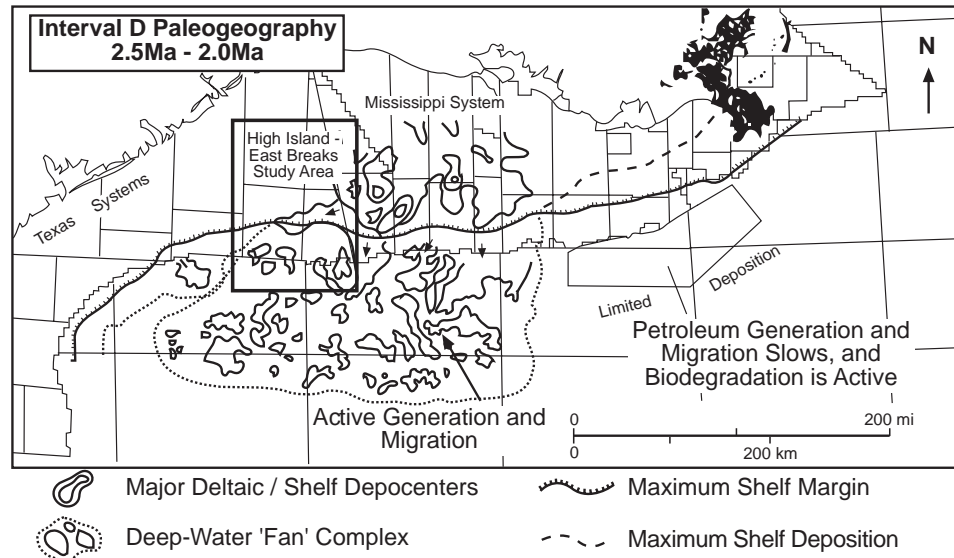 Interval D Paleogeography
2.5Ma - 2.0Ma
N
Mississippi System
High Island -
East Breaks
Study Area
Texas Systems
Limited Deposition
Petroleum Generation and
Migration Slows, and
Biodegradation is Active
Active Generation and
Migration
0 200 mi
0 200 km
Major Deltaic / Shelf Depocenters
Maximum Shelf Margin
Deep-Water 'Fan' Complex
Maximum Shelf Deposition